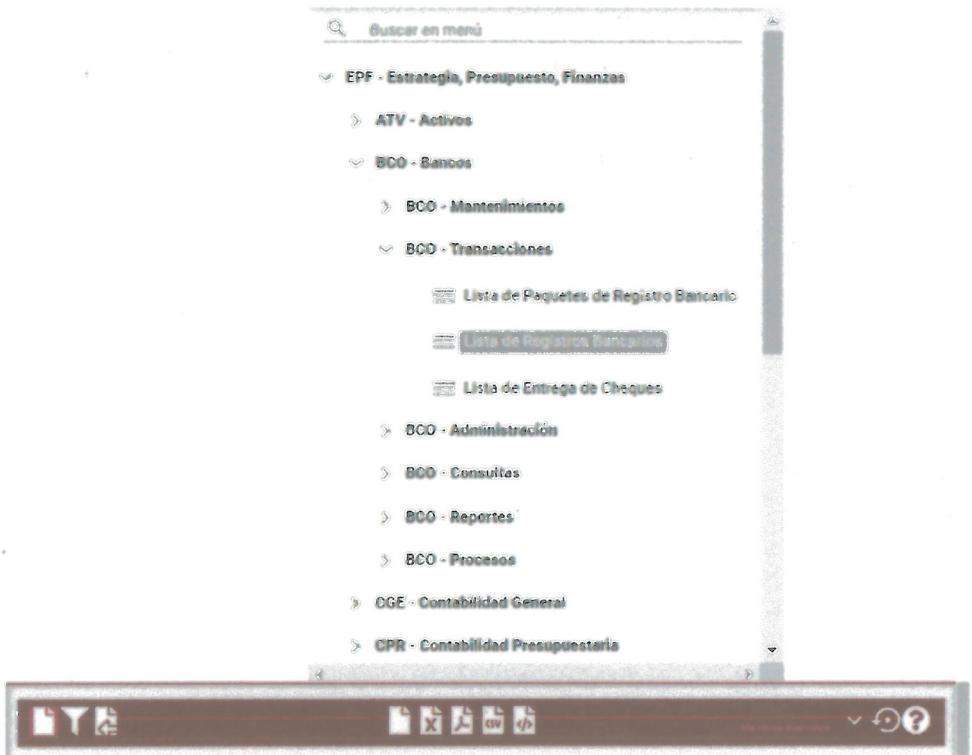 Buscar en menú
EPF - Estrategia, Presupuesto, Finanzas
ATV - Activos
BCO - Bancos
BCO - Mantenimientos
BCO - Transacciones
Lista de Paquetes de Registro Bancario
Lista de Registros Bancarios
Lista de Entrega de Cheques
BCO - Administración
BCO - Consultas
BCO - Reportes
BCO - Procesos
CGE - Contabilidad General
CPR - Contabilidad Presupuestaria
X CSV </> ?